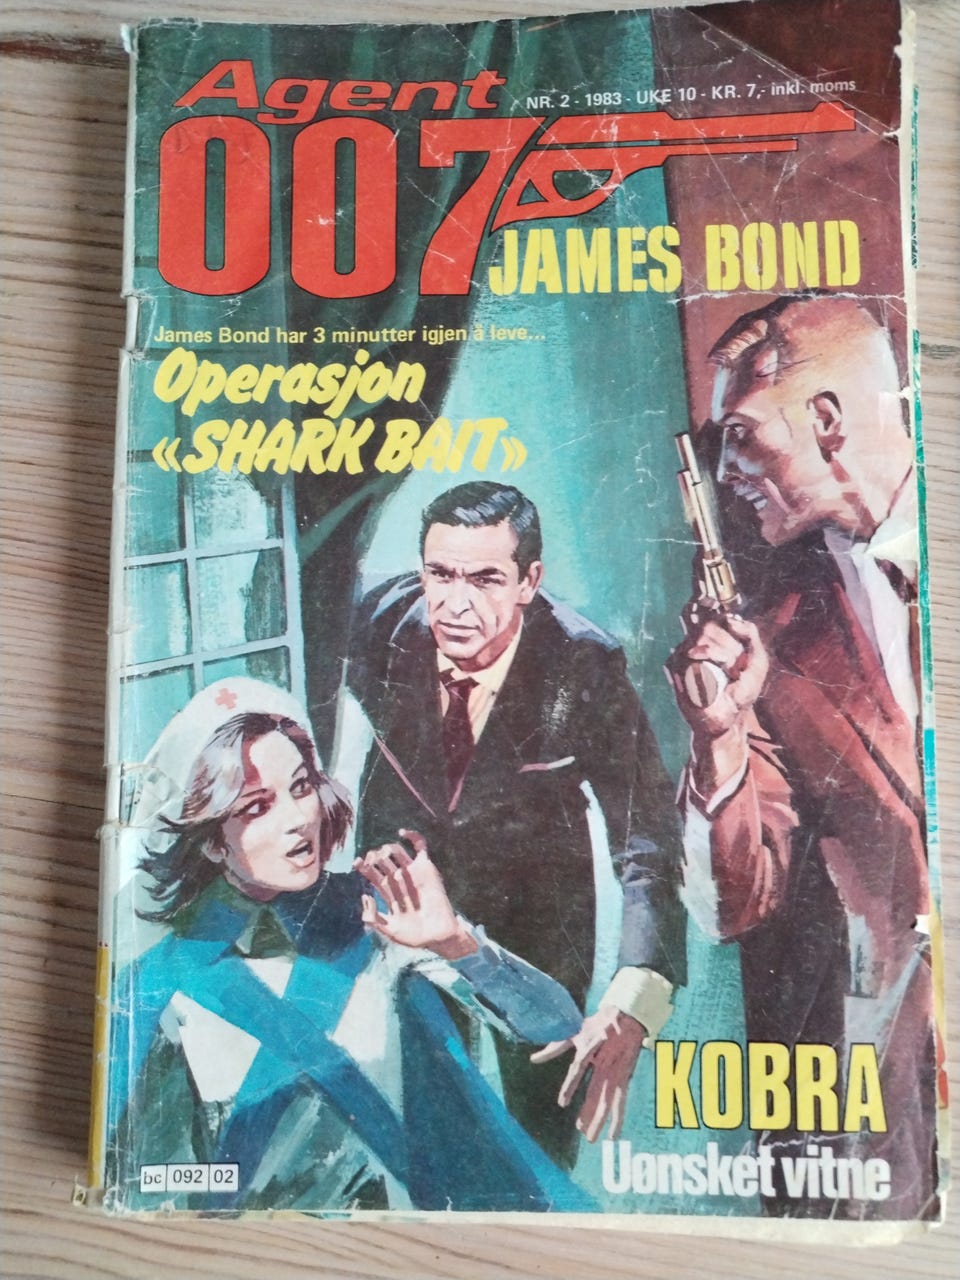 Agent
NR. 2 - 1983 - UKE 10 - KR. 7,- inkl. moms
007
JAMES BOND
James Bond har 3 minutter igjen å leve...
Operasjon
«SHARK BAIT»
KOBRA
Uønsket vitne
bc 092 02